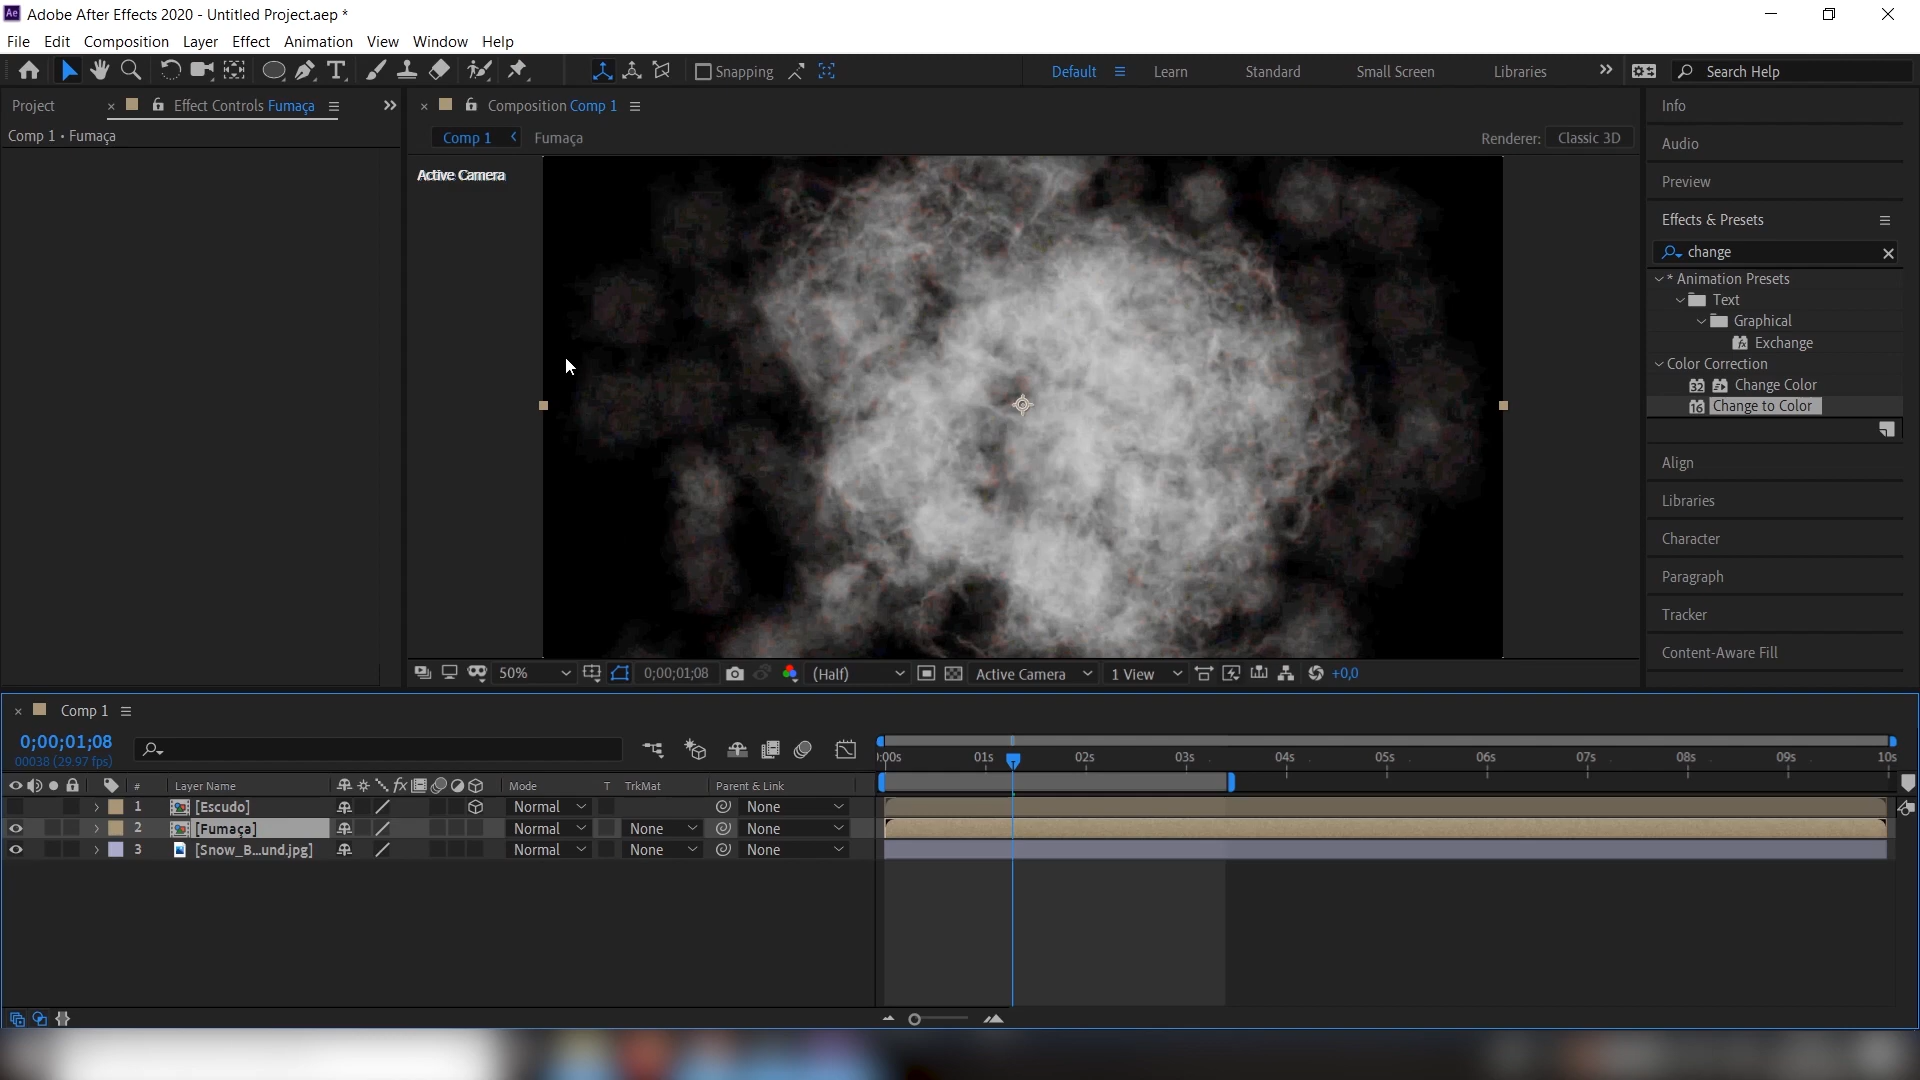 Adobe After Effects 2020 - Untitled Project.aep *
File Edit Composition Layer Effect Animation View Window Help
Snapping Default Learn Standard Small Screen Libraries Search Help
Project Effect Controls Fumaça
Comp 1 • Fumaça
Composition Comp 1
Comp 1 Fumaça Renderer: Classic 3D
Active Camera
50% 0;00;01;08 (Half) Active Camera 1 View +0,0
Info
Audio
Preview
Effects & Presets
change
* Animation Presets
Text
Graphical
Exchange
Color Correction
32 Change Color
16 Change to Color
Align
Libraries
Character
Paragraph
Tracker
Content-Aware Fill
Comp 1
0;00;01;08
00038 (29.97 fps)
):00s 01s 02s 03s 04s 05s 06s 07s 08s 09s 10s
# Layer Name fx Mode T TrkMat Parent & Link
1 [Escudo] Normal None
2 [Fumaça] Normal None None
3 [Snow_B...und.jpg] Normal None None